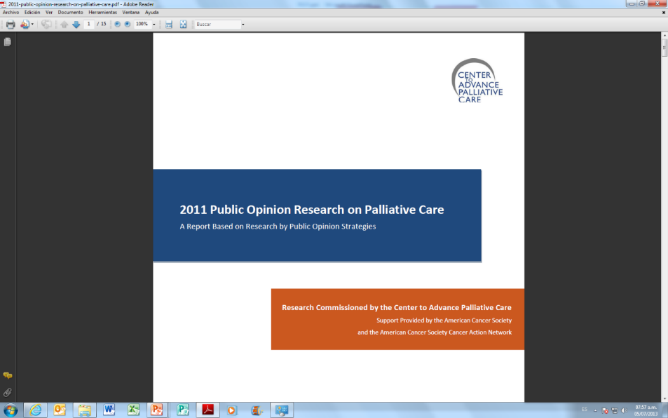 2011-public-opinion-research-on-palliative-care.pdf - Adobe Reader
Archivo Edición Ver Documento Herramientas Ventana Ayuda
1 / 15 109% Buscar
CENTER
TO
ADVANCE
PALLIATIVE
CARE
2011 Public Opinion Research on Palliative Care
A Report Based on Research by Public Opinion Strategies
Research Commissioned by the Center to Advance Palliative Care
Support Provided by the American Cancer Society
and the American Cancer Society Cancer Action Network
ES